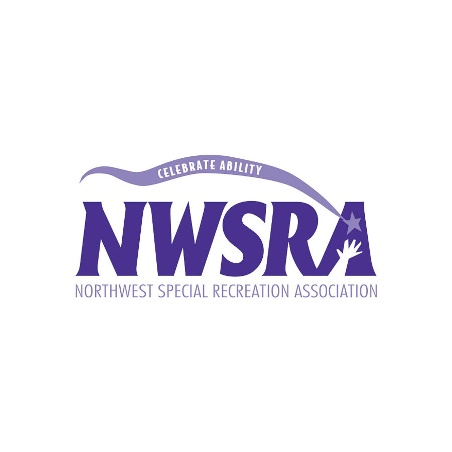 CELEBRATE ABILITY
NWSRA
NORTHWEST SPECIAL RECREATION ASSOCIATION